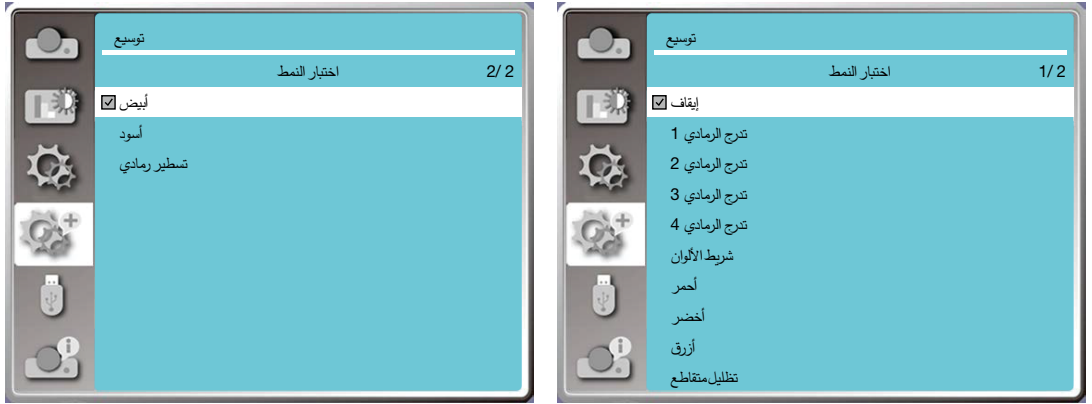 توسيع
اختبار النمط 1/ 2
إيقاف
تدرج الرمادي 1
تدرج الرمادي 2
تدرج الرمادي 3
تدرج الرمادي 4
شريط الألوان
أحمر
أخضر
أزرق
تظليل متقاطع
توسيع
اختبار النمط 2/ 2
أبيض
أسود
تسطير رمادي